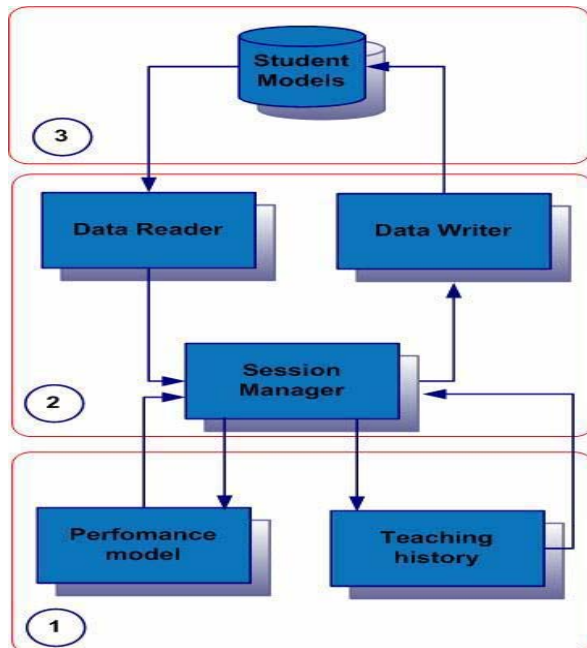 Student
Models
3
Data Reader
Data Writer
Session
Manager
2
Perfomance
model
Teaching
history
1